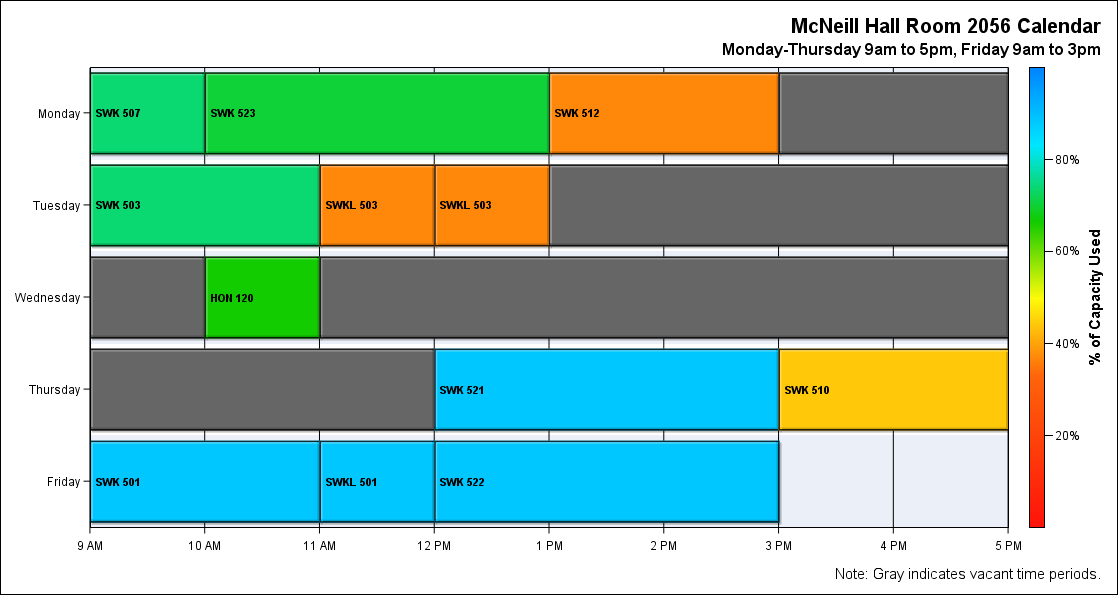 McNeill Hall Room 2056 Calendar
Monday-Thursday 9am to 5pm, Friday 9am to 3pm
Monday
SWK 507
SWK 523
SWK 512
Tuesday
SWK 503
SWKL 503
SWKL 503
Wednesday
HON 120
Thursday
SWK 521
SWK 510
Friday
SWK 501
SWKL 501
SWK 522
9 AM
10 AM
11 AM
12 PM
1 PM
2 PM
3 PM
4 PM
5 PM
80%
60%
40%
20%
% of Capacity Used
Note: Gray indicates vacant time periods.